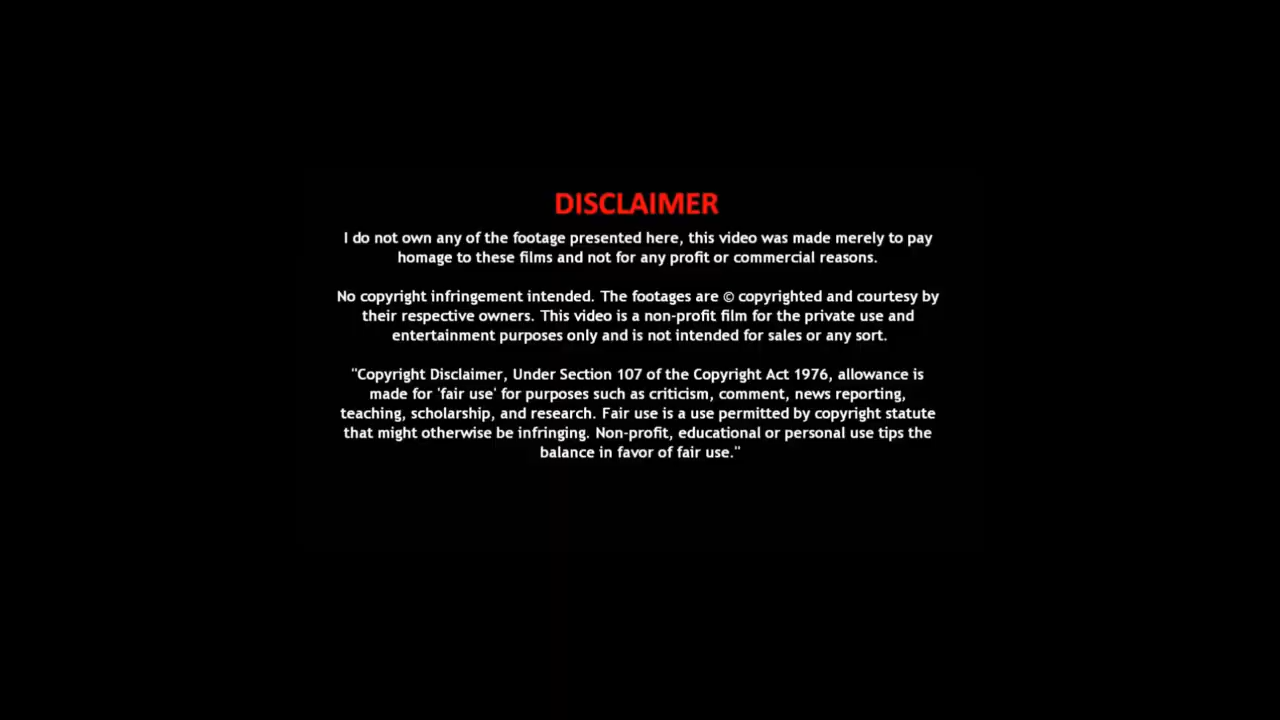 DISCLAIMER
I do not own any of the footage presented here, this video was made merely to pay
homage to these films and not for any profit or commercial reasons.
No copyright infringement intended. The footages are © copyrighted and courtesy by
their respective owners. This video is a non-profit film for the private use and
entertainment purposes only and is not intended for sales or any sort.
"Copyright Disclaimer, Under Section 107 of the Copyright Act 1976, allowance is
made for 'fair use' for purposes such as criticism, comment, news reporting,
teaching, scholarship, and research. Fair use is a use permitted by copyright statute
that might otherwise be infringing. Non-profit, educational or personal use tips the
balance in favor of fair use."